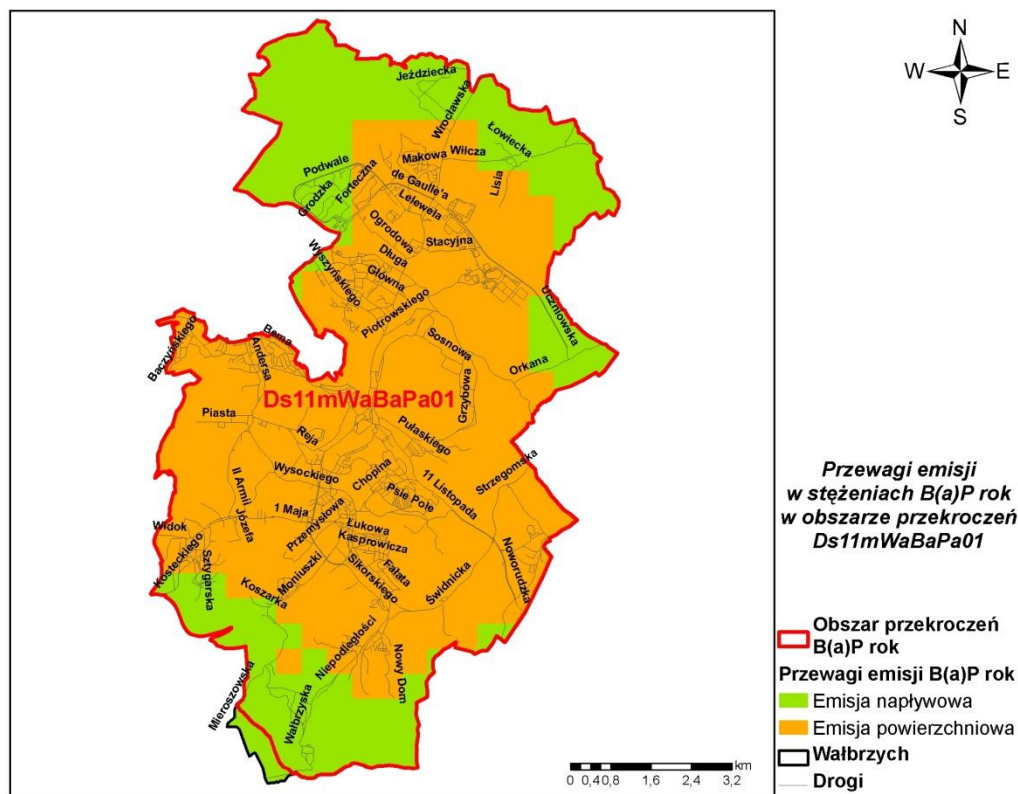 N
W E
S
Jeździecka
Wrocławska
Łowiecka
Makowa Wilcza
Podwale
Forteczna
Grodzka
de Gaulle'a
Lisia
Lelewela
Ogrodowa
Stacyjna
Długa
Wyszyńskiego
Główna
Uczniowska
Piotrowskiego
Sosnowa
Bema
Baczyńskiego
Andersa
Orkana
Grzybowa
Ds11mWaBaPa01
Piasta
Reja
Pułaskiego
Strzegomska
Wysockiego
Chopina
11 Listopada
II Armii
Psie Pole
1 Maja
Józefa
Przemysłowa
Łukowa
Widok
Kasprowicza
Kosteckiego
Sztygarska
Moniuszki
Fałata
Sikorskiego
Noworudzka
Koszarka
Świdnicka
Niepodległości
Nowy Dom
Mieroszowska
Wałbrzyska
Przewagi emisji
w stężeniach B(a)P rok
w obszarze przekroczeń
Ds11mWaBaPa01
Obszar przekroczeń
B(a)P rok
Przewagi emisji B(a)P rok
Emisja napływowa
Emisja powierzchniowa
Wałbrzych
Drogi
km
0 0,4 0,8 1,6 2,4 3,2